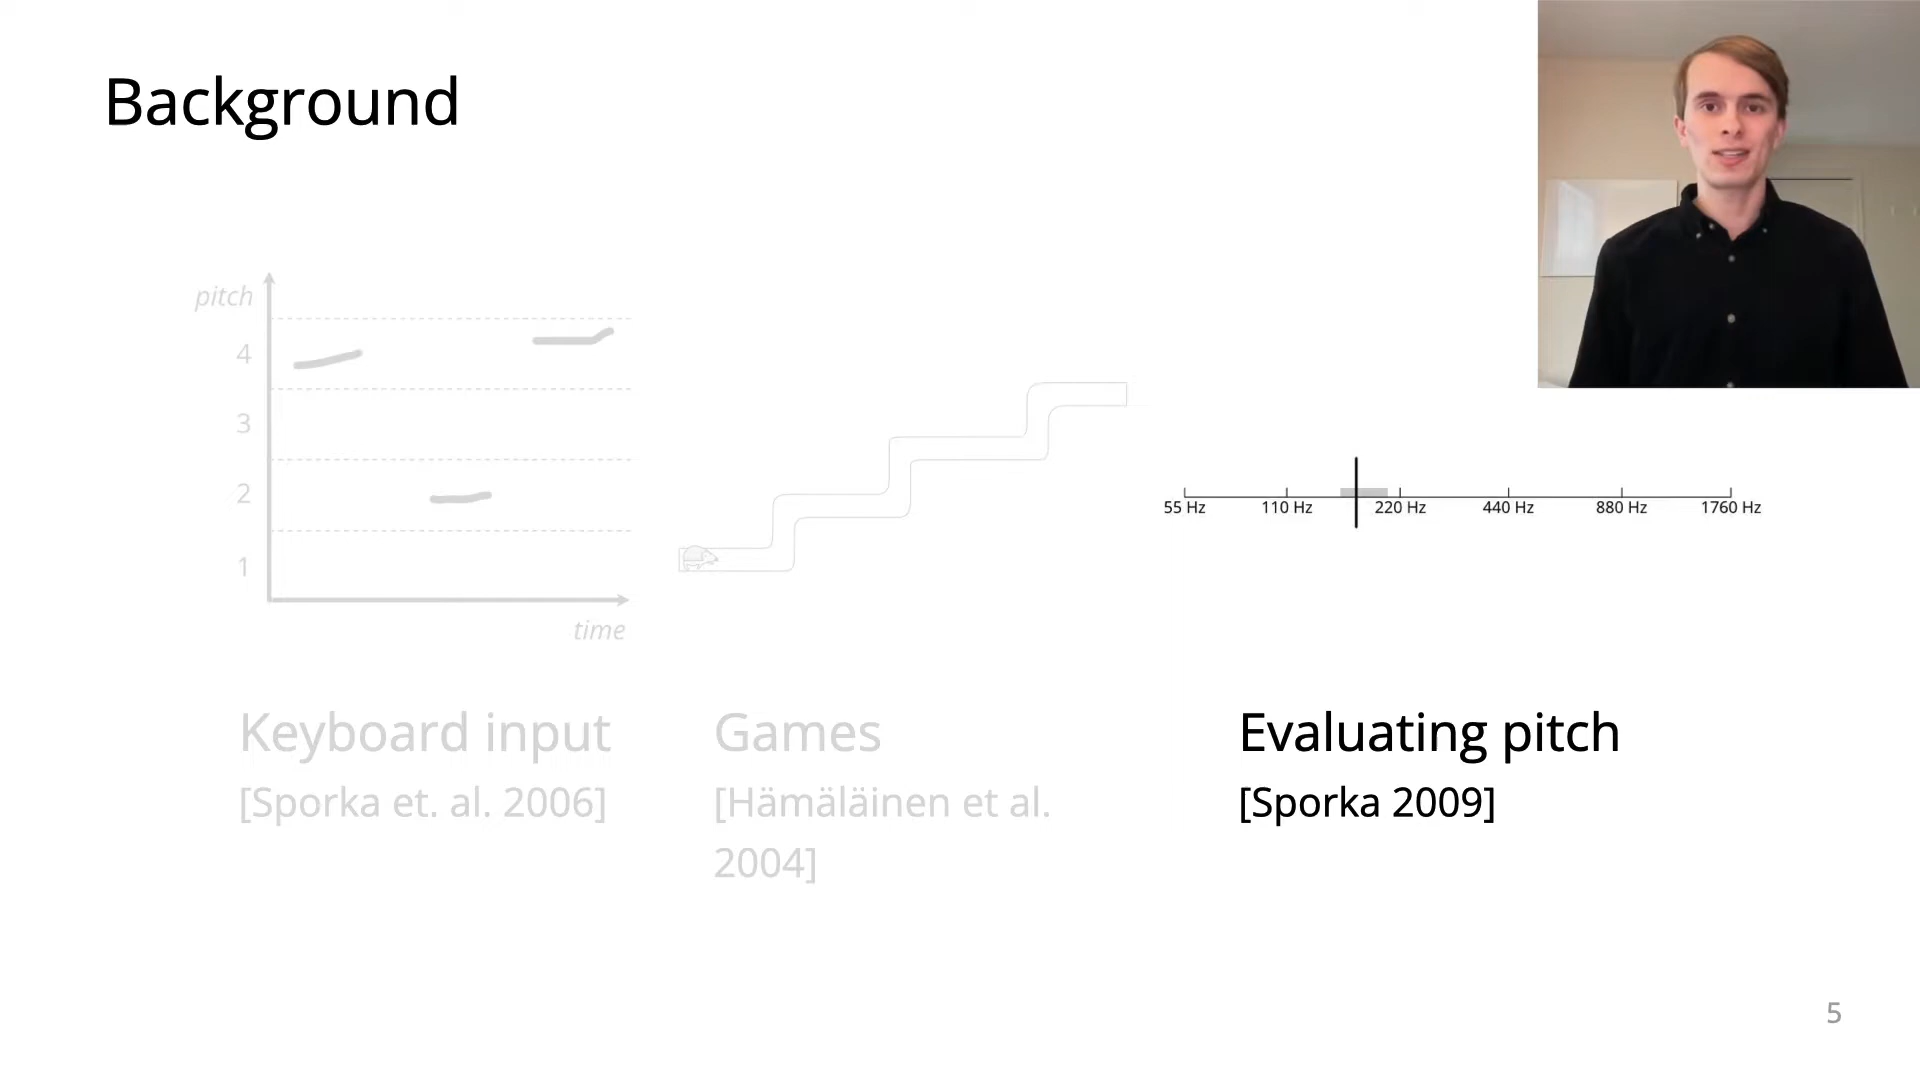 Background
pitch
4
3
2
1
time
55 Hz
110 Hz
220 Hz
440 Hz
880 Hz
1760 Hz
Keyboard input
[Sporka et. al. 2006]
Games
[Hämäläinen et al.
2004]
Evaluating pitch
[Sporka 2009]
5